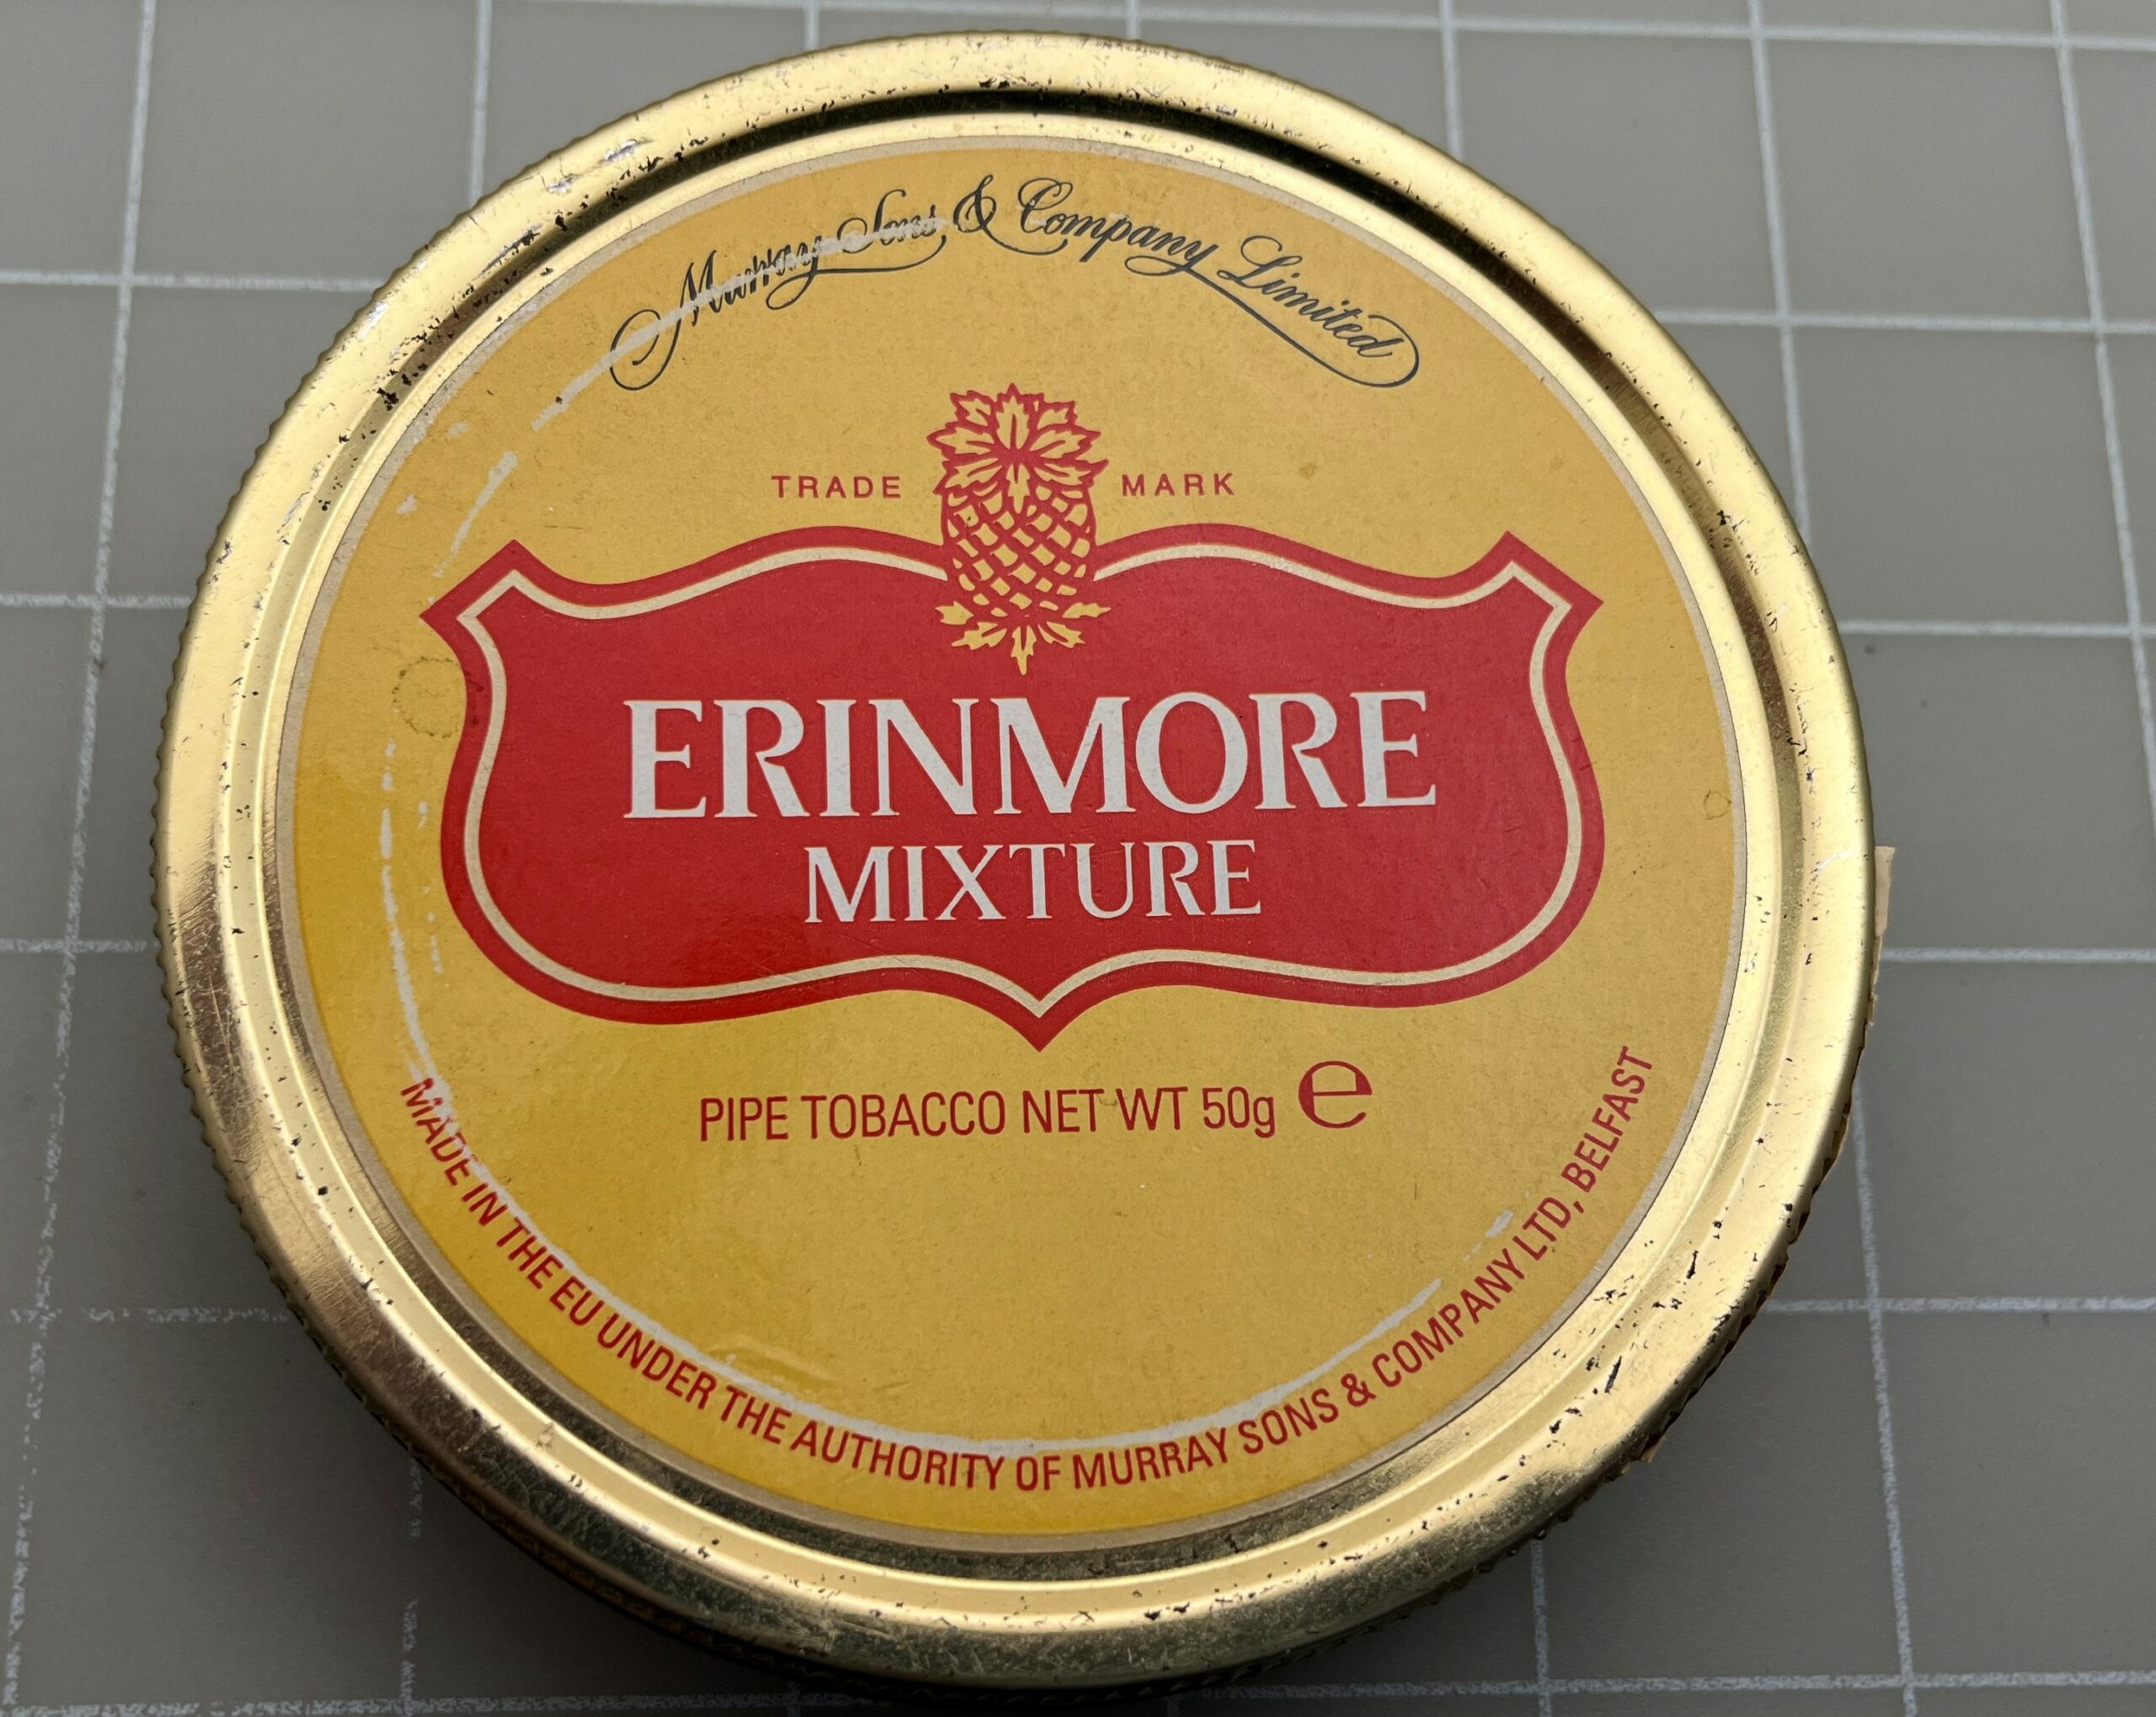 Murray Sons & Company Limited
TRADE MARK
ERINMORE
MIXTURE
PIPE TOBACCO NET WT 50g ℮
MADE IN THE EU UNDER THE AUTHORITY OF MURRAY SONS & COMPANY LTD, BELFAST